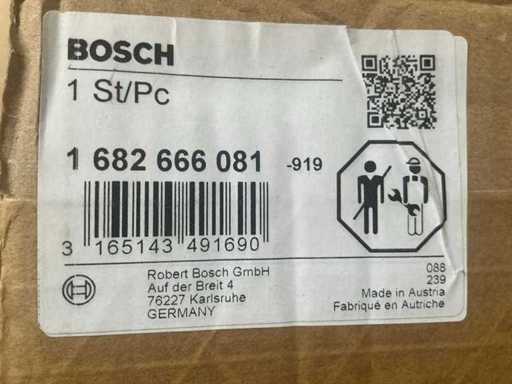 BOSCH
1 St/Pc
1 682 666 081 -919
3 165143 491690
Robert Bosch GmbH
Auf der Breit 4
76227 Karlsruhe
GERMANY
088
239
Made in Austria
Fabriqué en Autriche